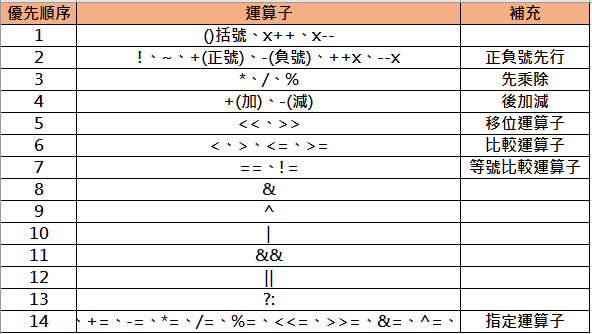 優先順序 運算子 補充
1 ()括號、x++、x--
2 !、~、+(正號)、-(負號)、++x、--x 正負號先行
3 *、/、% 先乘除
4 +(加)、-(減) 後加減
5 <<、>> 移位運算子
6 <、>、<=、>= 比較運算子
7 ==、!= 等號比較運算子
8 &
9 ^
10 |
11 &&
12 ||
13 ?:
14 、+=、-=、*=、/=、%=、<<=、>>=、&=、^=、 指定運算子